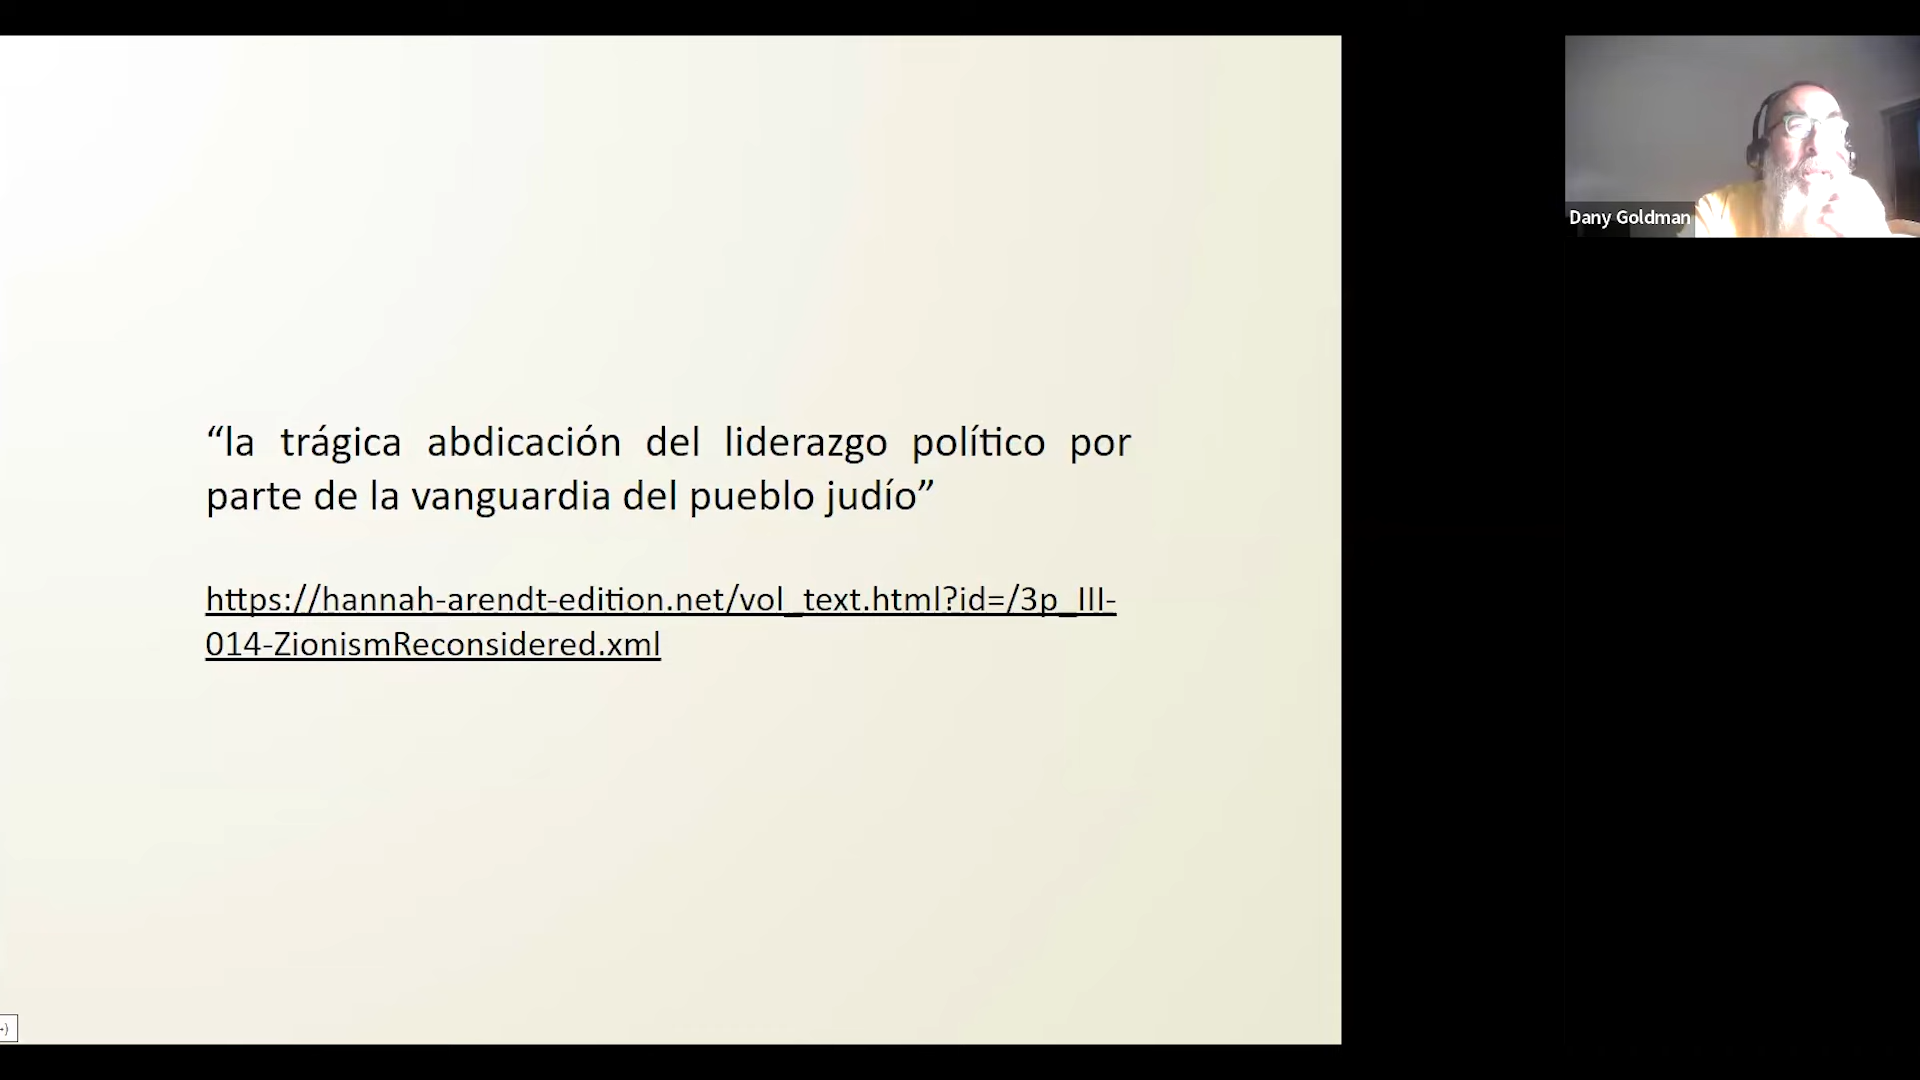 “la trágica abdicación del liderazgo político por
parte de la vanguardia del pueblo judío”
https://hannah-arendt-edition.net/vol_text.html?id=/3p_III-
014-ZionismReconsidered.xml
Dany Goldman